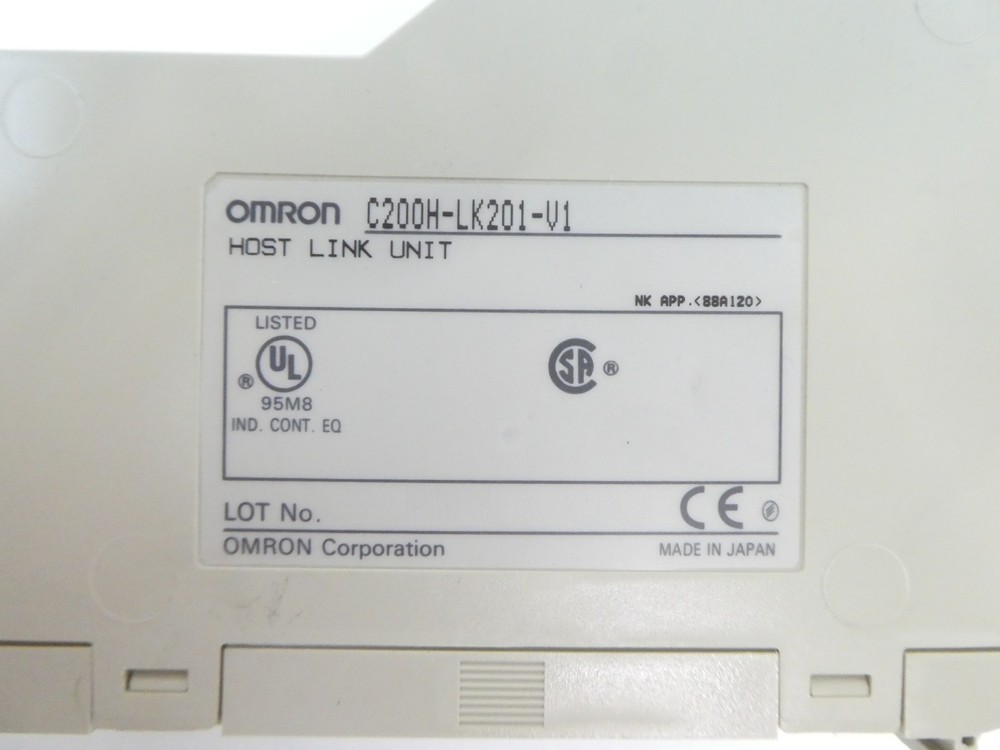 OMRON C200H-LK201-V1
HOST LINK UNIT
NK APP.<88A120>
LISTED
UL
®
95M8
IND. CONT. EQ
SA ®
LOT No.
CE
OMRON Corporation
MADE IN JAPAN